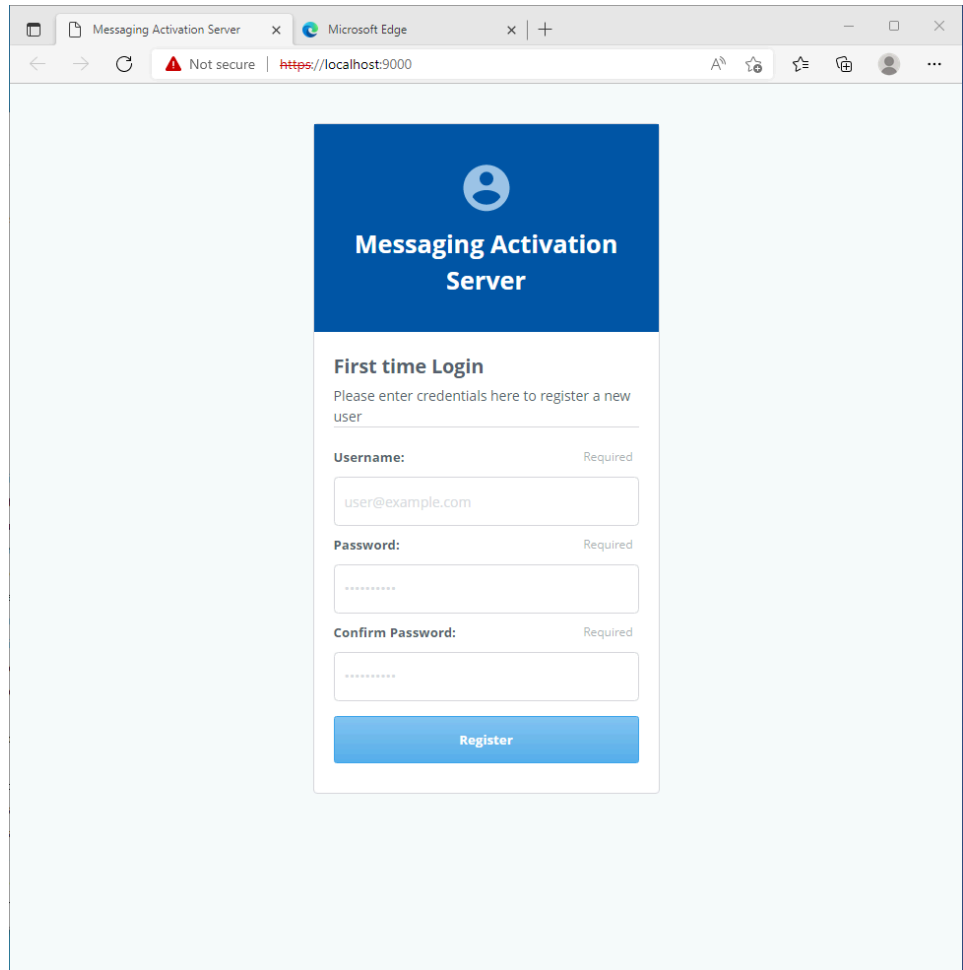 Messaging Activation Server
Microsoft Edge
Not secure
https://localhost:9000
Messaging Activation
Server
First time Login
Please enter credentials here to register a new
user
Username: Required
user@example.com
Password: Required
Confirm Password: Required
Register